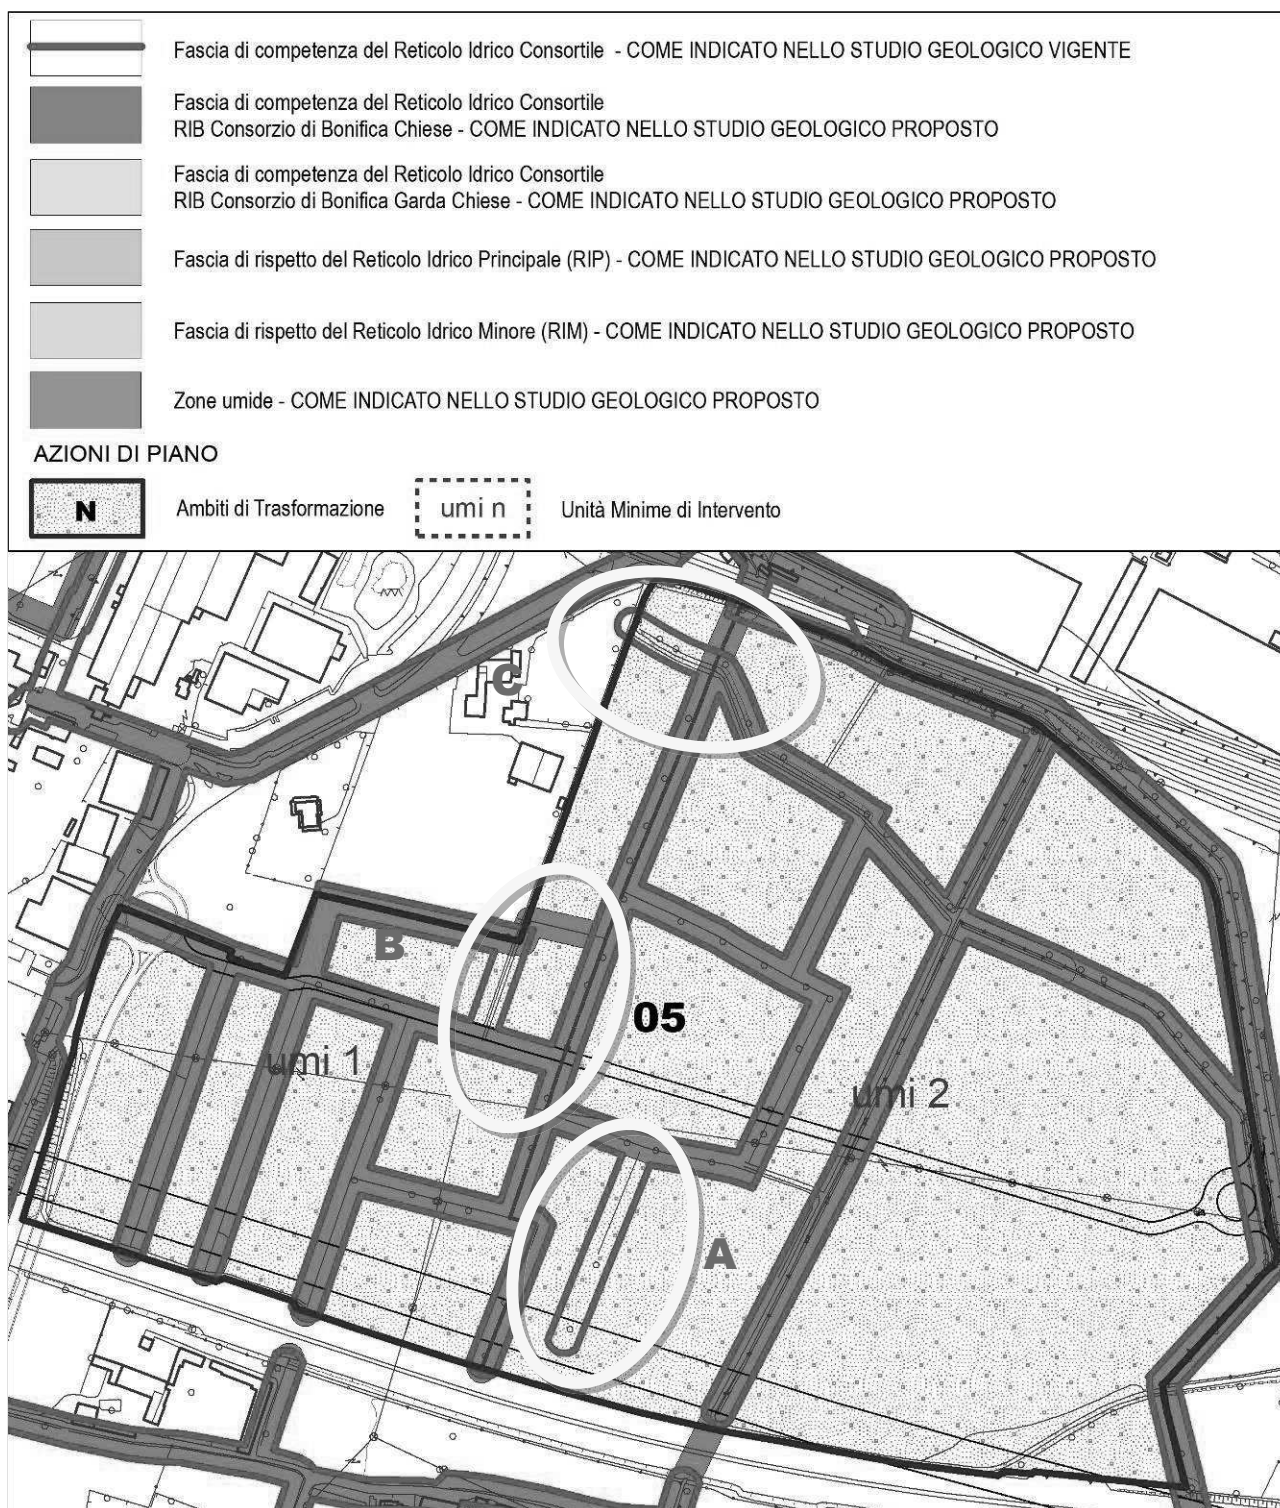 Fascia di competenza del Reticolo Idrico Consortile - COME INDICATO NELLO STUDIO GEOLOGICO VIGENTE
Fascia di competenza del Reticolo Idrico Consortile
RIB Consorzio di Bonifica Chiese - COME INDICATO NELLO STUDIO GEOLOGICO PROPOSTO
Fascia di competenza del Reticolo Idrico Consortile
RIB Consorzio di Bonifica Garda Chiese - COME INDICATO NELLO STUDIO GEOLOGICO PROPOSTO
Fascia di rispetto del Reticolo Idrico Principale (RIP) - COME INDICATO NELLO STUDIO GEOLOGICO PROPOSTO
Fascia di rispetto del Reticolo Idrico Minore (RIM) - COME INDICATO NELLO STUDIO GEOLOGICO PROPOSTO
Zone umide - COME INDICATO NELLO STUDIO GEOLOGICO PROPOSTO
AZIONI DI PIANO
N Ambiti di Trasformazione umi n Unità Minime di Intervento
C
B
05
umi 1
umi 2
A